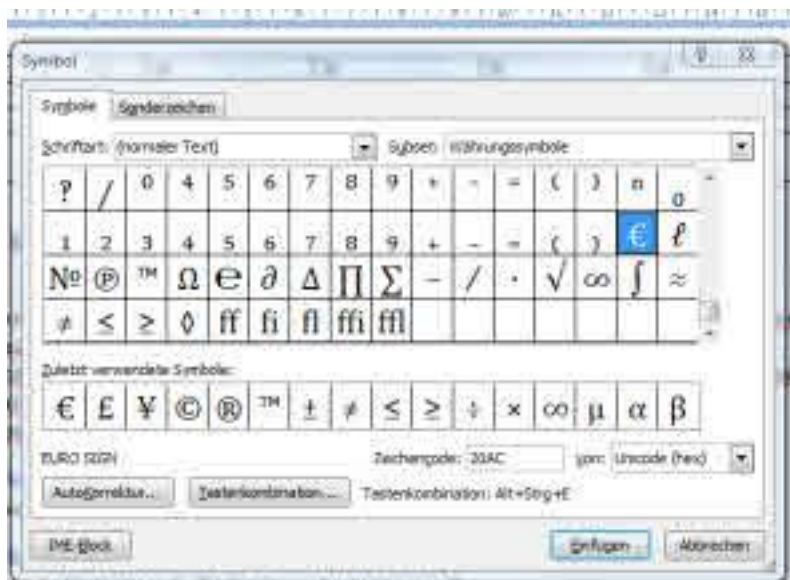 Symbol
Symbole Sonderzeichen
Schriftart: (normaler Text) Subset: Währungssymbole
‽ ⁄ ⁰ ⁴ ⁵ ⁶ ⁷ ⁸ ⁹ ⁺ ⁻ ⁼ ⁽ ⁾ ⁿ ₀
₁ ₂ ₃ ₄ ₅ ₆ ₇ ₈ ₉ ₊ ₋ ₌ ₍ ₎ € ℓ
№ ℗ ™ Ω ℮ ∂ ∆ ∏ ∑ − ∕ ∙ √ ∞ ∫ ≈
≠ ≤ ≥ ◊ ff fi fl ffi ffl
Zuletzt verwendete Symbole:
€ £ ¥ © ® ™ ± ≠ ≤ ≥ ÷ × ∞ µ α β
EURO SIGN Zeichencode: 20AC von: Unicode (hex)
AutoKorrektur... Tastenkombination... Tastenkombination: Alt+Strg+E
IME-Block Einfügen Abbrechen